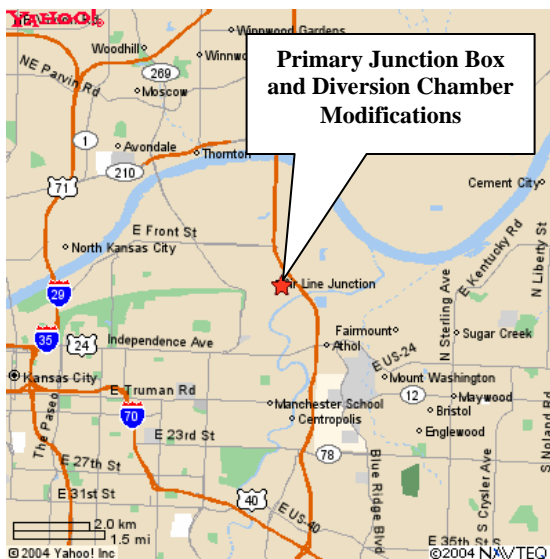 YAHOO!
Winnwood Gardens
Woodhill
Winnwo
NE Parvin Rd
269
Moscow
Primary Junction Box
and Diversion Chamber
Modifications
1
Avondale
Thornton
210
71
Cement City
E Front St
North Kansas City
E Kentucky Rd
N Liberty St
N Sterling Ave
29
Line Junction
35
24
Independence Ave
Fairmount
Athol
Sugar Creek
E US-24
Kansas City
Mount Washington
E Truman Rd
12
Maywood
The Paseo
70
Manchester School
Bristol
Centropolis
Englewood
E 23rd St
S Noland Rd
78
E 27th St
Blue Ridge Blvd
S Crysler Ave
E 31st St
40
E US-40
2.0 km
1.5 mi
E 35th St S
© 2004 Yahoo! Inc
©2004 NAVTEQ